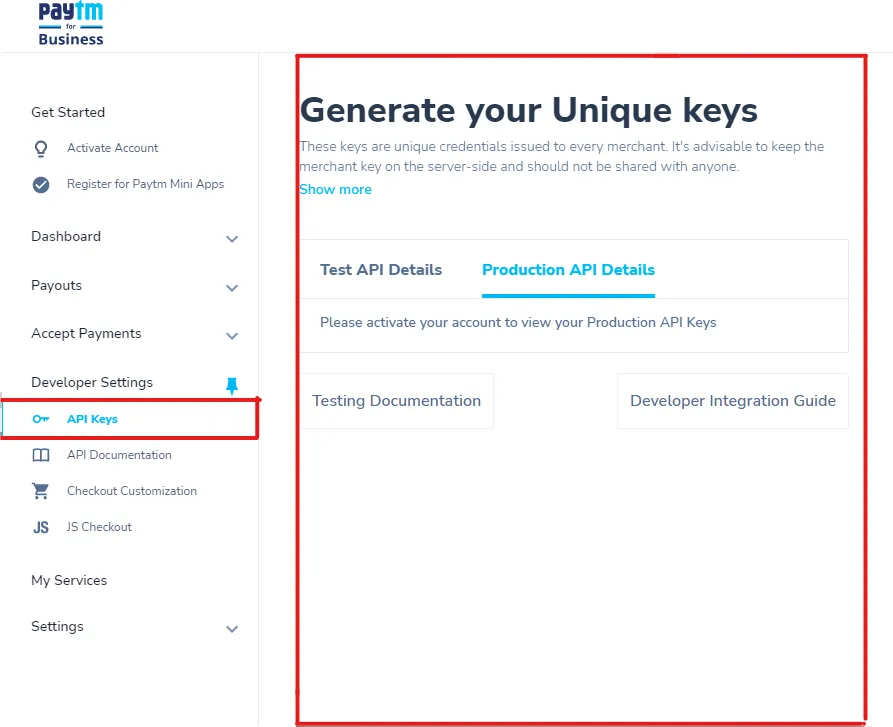 paytm
for
Business
Get Started
Activate Account
Register for Paytm Mini Apps
Dashboard
Payouts
Accept Payments
Developer Settings
API Keys
API Documentation
Checkout Customization
JS JS Checkout
My Services
Settings
Generate your Unique keys
These keys are unique credentials issued to every merchant. It's advisable to keep the
merchant key on the server-side and should not be shared with anyone.
Show more
Test API Details Production API Details
Please activate your account to view your Production API Keys
Testing Documentation Developer Integration Guide